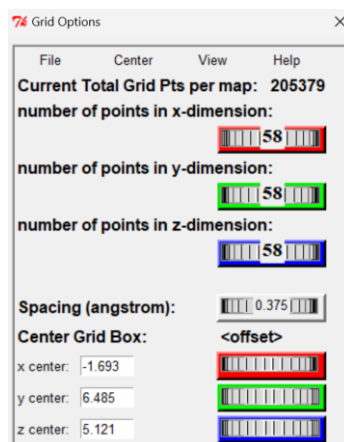 Grid Options
File Center View Help
Current Total Grid Pts per map: 205379
number of points in x-dimension:
58
number of points in y-dimension:
58
number of points in z-dimension:
58
Spacing (angstrom): 0.375
Center Grid Box: <offset>
x center: -1.693
y center: 6.485
z center: 5.121